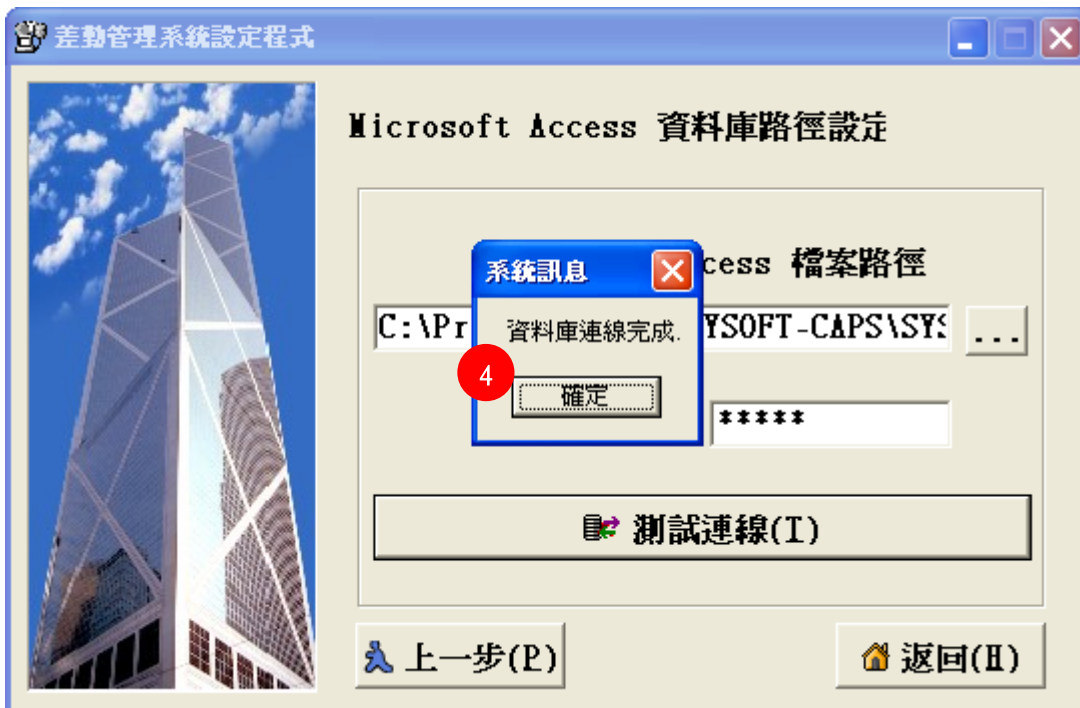 差勤管理系統設定程式
Microsoft Access 資料庫路徑設定
cess 檔案路徑
系統訊息
C:\Pr
YSOFT-CAPS\SYS
...
資料庫連線完成.
4
確定
*****
測試連線(T)
上一步(P)
返回(H)